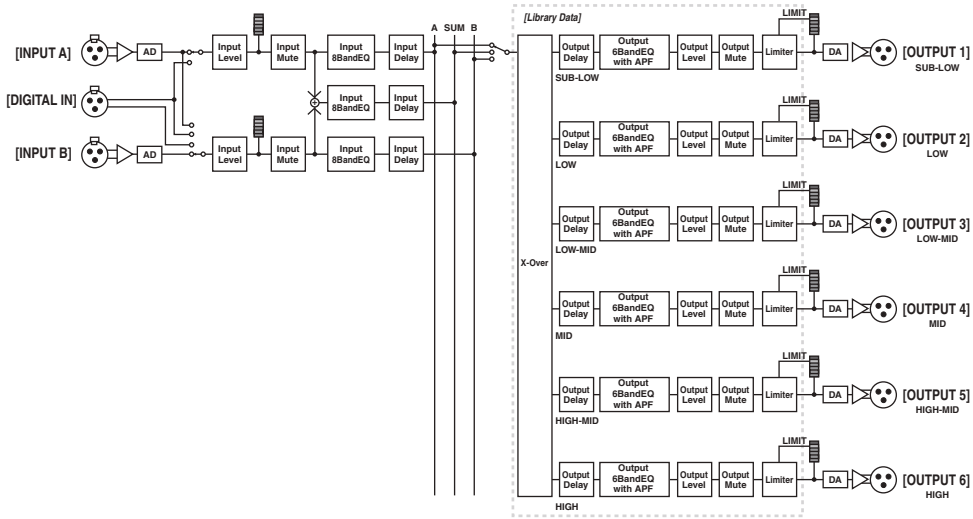 A SUM B
[Library Data]
LIMIT
[INPUT A]
AD
Input
Level
Input
Mute
Input
8BandEQ
Input
Delay
Output
Delay
Output
6BandEQ
with APF
Output
Level
Output
Mute
Limiter
DA
[OUTPUT 1]
SUB-LOW
SUB-LOW
[DIGITAL IN]
Input
8BandEQ
Input
Delay
LIMIT
[INPUT B]
AD
Input
Level
Input
Mute
Input
8BandEQ
Input
Delay
Output
Delay
Output
6BandEQ
with APF
Output
Level
Output
Mute
Limiter
DA
[OUTPUT 2]
LOW
LOW
LIMIT
Output
Delay
Output
6BandEQ
with APF
Output
Level
Output
Mute
Limiter
DA
[OUTPUT 3]
LOW-MID
LOW-MID
X-Over
LIMIT
Output
Delay
Output
6BandEQ
with APF
Output
Level
Output
Mute
Limiter
DA
[OUTPUT 4]
MID
MID
LIMIT
Output
Delay
Output
6BandEQ
with APF
Output
Level
Output
Mute
Limiter
DA
[OUTPUT 5]
HIGH-MID
HIGH-MID
LIMIT
Output
Delay
Output
6BandEQ
with APF
Output
Level
Output
Mute
Limiter
DA
[OUTPUT 6]
HIGH
HIGH